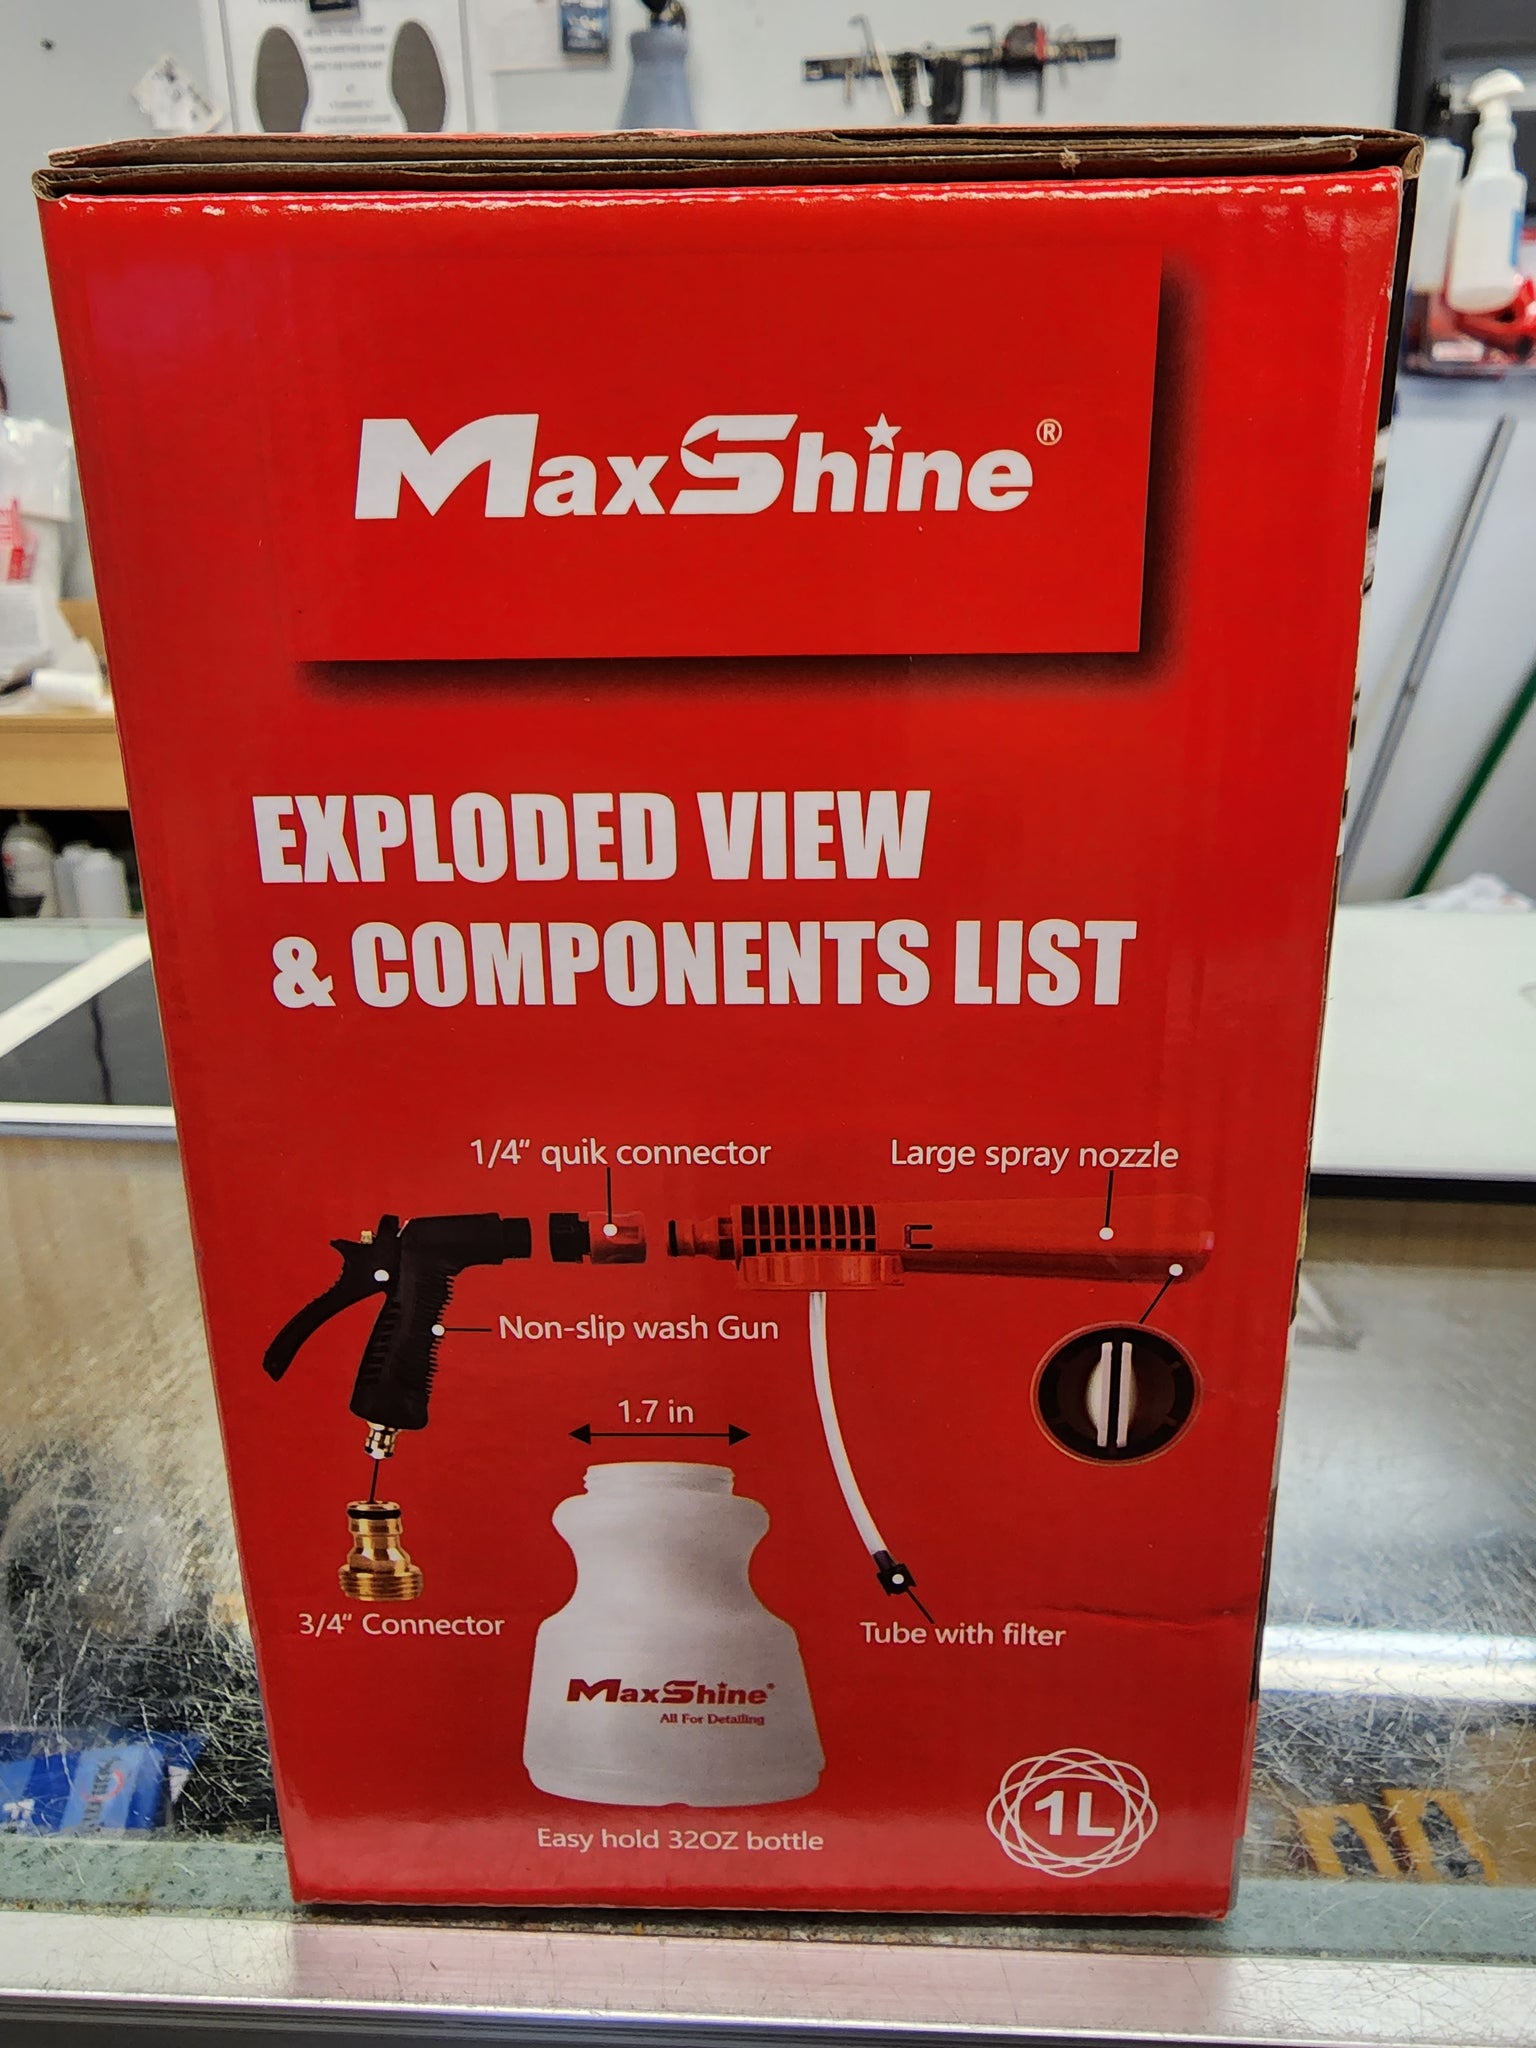 MaxShine®
EXPLODED VIEW
& COMPONENTS LIST
1/4" quik connector
Large spray nozzle
Non-slip wash Gun
1.7 in
3/4" Connector
Tube with filter
MaxShine®
All For Detailing
Easy hold 32OZ bottle
1L